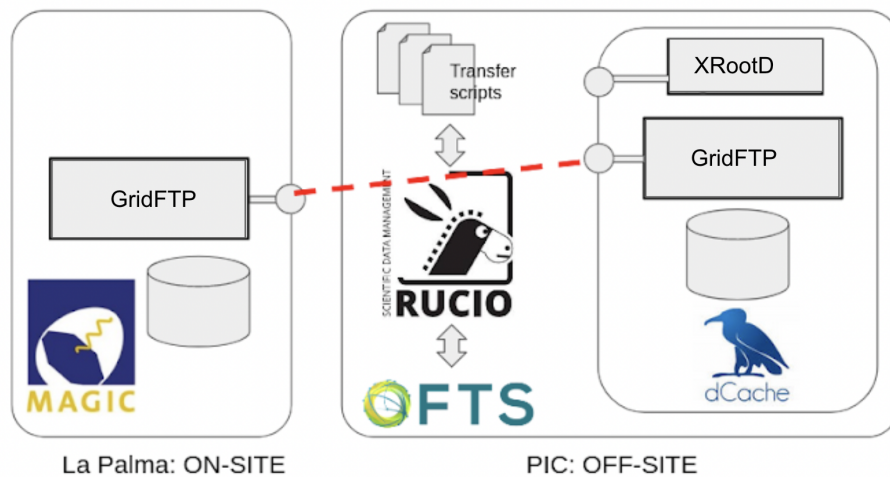 Transfer
scripts
XRootD
GridFTP
GridFTP
SCIENTIFIC DATA MANAGEMENT
RUCIO
MAGIC
FTS
dCache
La Palma: ON-SITE
PIC: OFF-SITE